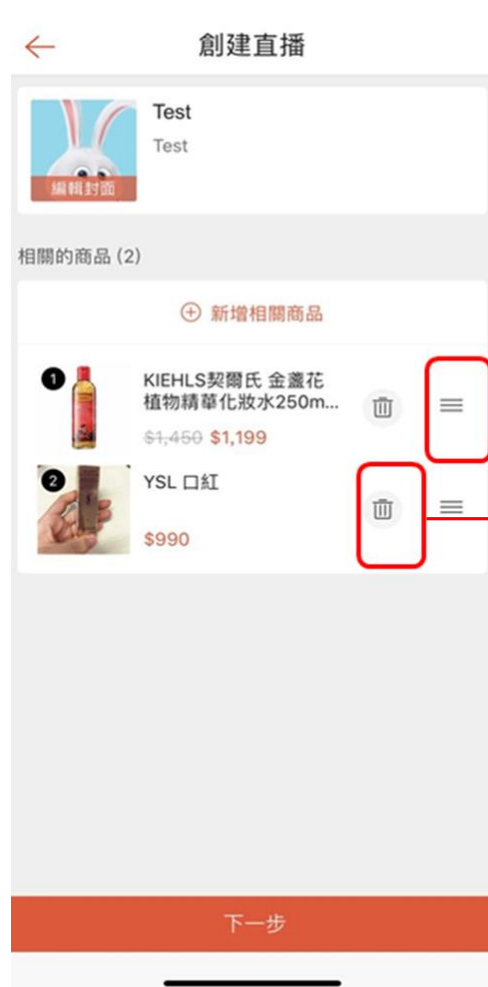 創建直播
Test
Test
編輯封面
相關的商品 (2)
新增相關商品
1
KIEHLS契爾氏 金盞花
植物精華化妝水250m...
$1,450 $1,199
2
YSL 口紅
$990
下一步